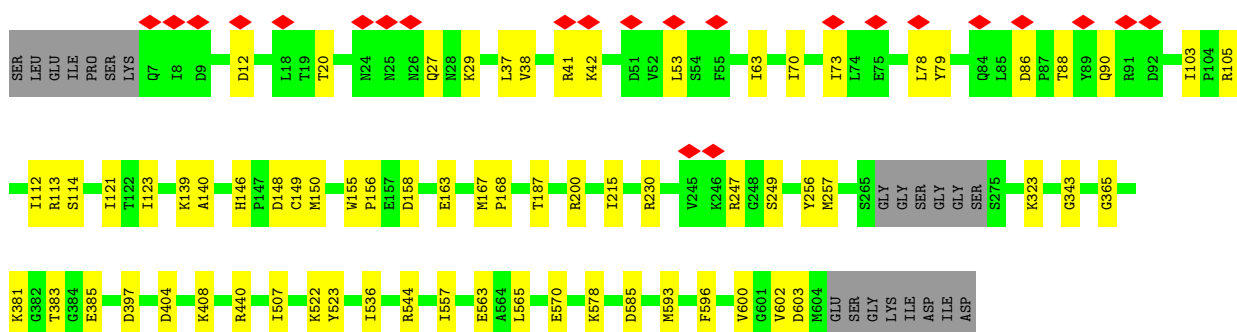 SER LEU GLU ILE PRO SER LYS Q7 I8 D9 D12 L18 T19 T20 N24 N25 N26 Q27 N28 K29 L37 V38 R41 K42 D51 V52 L53 S54 F55 I63 I70 I73 L74 E75 L78 Y79 Q84 L85 D86 P87 T88 Y89 Q90 R91 D92 I103 P104 R105
I112 R113 S114 I121 T122 I123 K139 A140 H146 P147 D148 C149 M150 W155 P156 E157 D158 E163 M167 P168 T187 R200 I215 R230 V245 K246 R247 G248 S249 Y256 M257 S265 GLY GLY SER GLY GLY SER S275 K323 G343 G365
K381 G382 T383 G384 E385 D397 D404 K408 R440 I507 K522 Y523 I536 R544 I557 E563 A564 L565 E570 K578 D585 M593 F596 V600 G601 V602 D603 M604 GLU SER GLY LYS ILE ASP ILE ASP